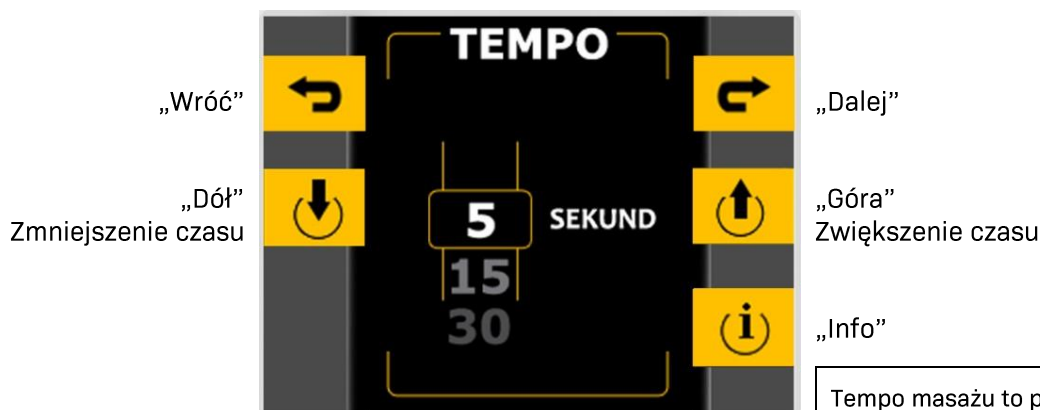 TEMPO
„Wróć”
„Dalej”
„Dół”
Zmniejszenie czasu
5 SEKUND
15
30
„Góra”
Zwiększenie czasu
„Info”
Tempo masażu to